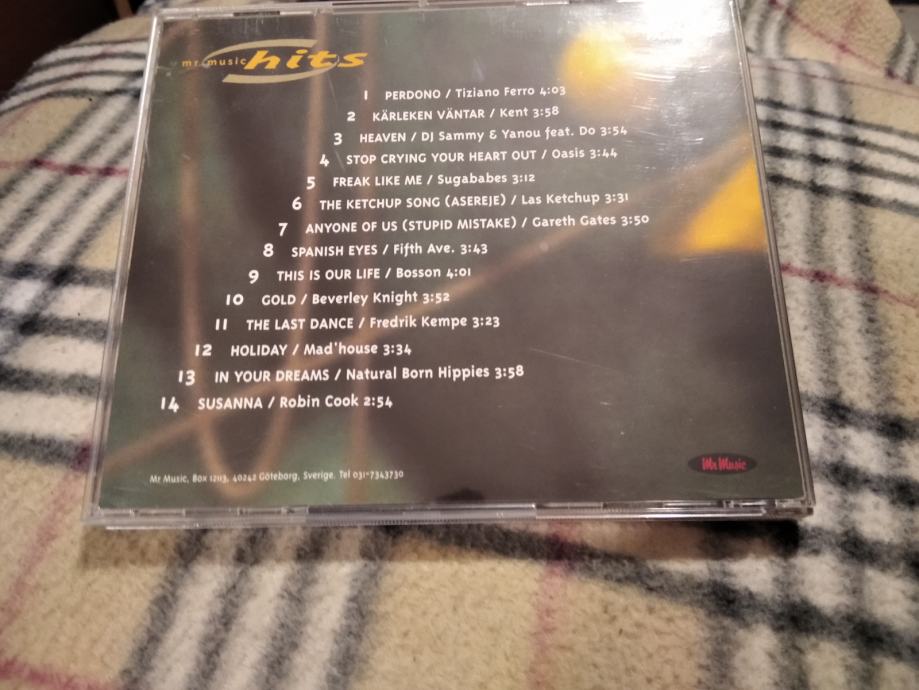 mr. music hits
1 PERDONO / Tiziano Ferro 4:03
2 KÄRLEKEN VÄNTAR / Kent 3:58
3 HEAVEN / DJ Sammy & Yanou feat. Do 3:54
4 STOP CRYING YOUR HEART OUT / Oasis 3:44
5 FREAK LIKE ME / Sugababes 3:12
6 THE KETCHUP SONG (ASEREJE) / Las Ketchup 3:31
7 ANYONE OF US (STUPID MISTAKE) / Gareth Gates 3:50
8 SPANISH EYES / Fifth Ave. 3:43
9 THIS IS OUR LIFE / Bosson 4:01
10 GOLD / Beverley Knight 3:52
11 THE LAST DANCE / Fredrik Kempe 3:23
12 HOLIDAY / Mad'house 3:34
13 IN YOUR DREAMS / Natural Born Hippies 3:58
14 SUSANNA / Robin Cook 2:54
Mr Music, Box 12113, 40242 Göteborg, Sverige. Tel 031-7343730
Mr Music